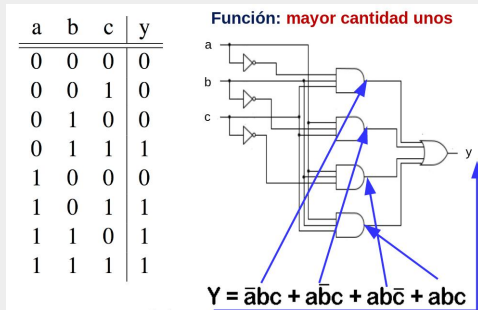 Función: mayor cantidad unos
a b c y
0 0 0 0
0 0 1 0
0 1 0 0
0 1 1 1
1 0 0 0
1 0 1 1
1 1 0 1
1 1 1 1
a
b
c
y
Y = a̅bc + ab̅c + abc̅ + abc